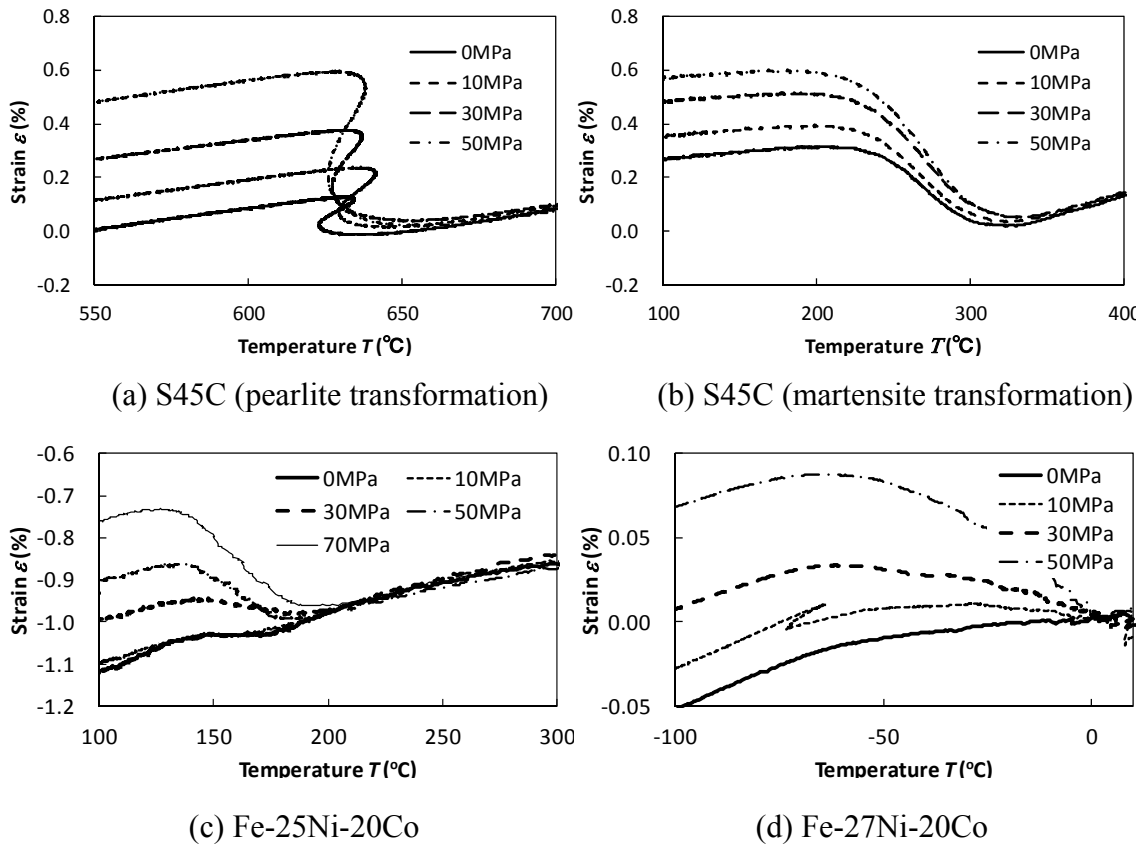 0.8
0.6
0.4
0.2
0.0
-0.2
Strain ε (%)
0MPa
10MPa
30MPa
50MPa
550
600
650
700
Temperature T (℃)
(a) S45C (pearlite transformation)
0.8
0.6
0.4
0.2
0.0
-0.2
Strain ε (%)
0MPa
10MPa
30MPa
50MPa
100
200
300
400
Temperature T (℃)
(b) S45C (martensite transformation)
-0.6
-0.7
-0.8
-0.9
-1.0
-1.1
-1.2
Strain ε (%)
0MPa
10MPa
30MPa
50MPa
70MPa
100
150
200
250
300
Temperature T (°C)
(c) Fe-25Ni-20Co
0.10
0.05
0.00
-0.05
Strain ε (%)
0MPa
10MPa
30MPa
50MPa
-100
-50
0
Temperature T (°C)
(d) Fe-27Ni-20Co